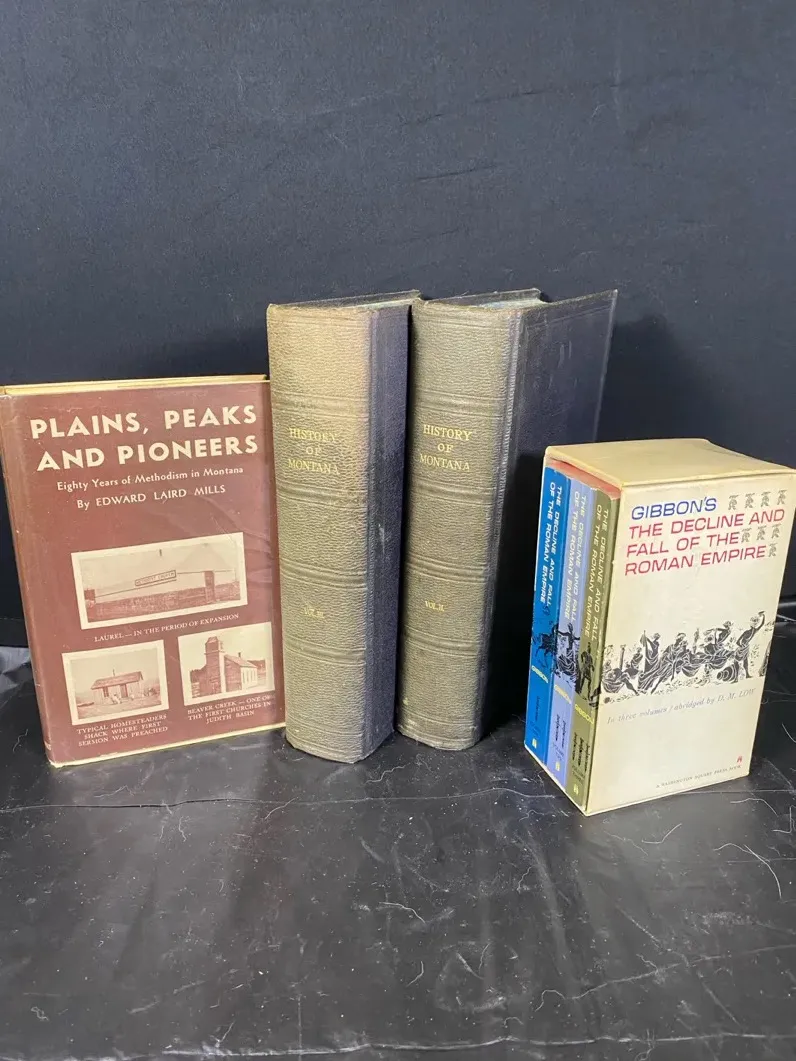 PLAINS, PEAKS
AND PIONEERS
Eighty Years of Methodism in Montana
By EDWARD LAIRD MILLS
LAUREL — IN THE PERIOD OF EXPANSION
TYPICAL HOMESTEADERS
SHACK WHERE FIRST
SERMON WAS PREACHED
BEAVER CREEK — ONE OF
THE FIRST CHURCHES IN
JUDITH BASIN
HISTORY
OF
MONTANA
HISTORY
OF
MONTANA
VOL. II.
THE DECLINE AND FALL
OF THE ROMAN EMPIRE
GIBBON
THE DECLINE AND FALL
OF THE ROMAN EMPIRE
GIBBON
THE DECLINE AND FALL
OF THE ROMAN EMPIRE
GIBBON
GIBBON'S
THE DECLINE AND
FALL OF THE
ROMAN EMPIRE
In three volumes / abridged by D. M. LOW
A WASHINGTON SQUARE PRESS BOOK